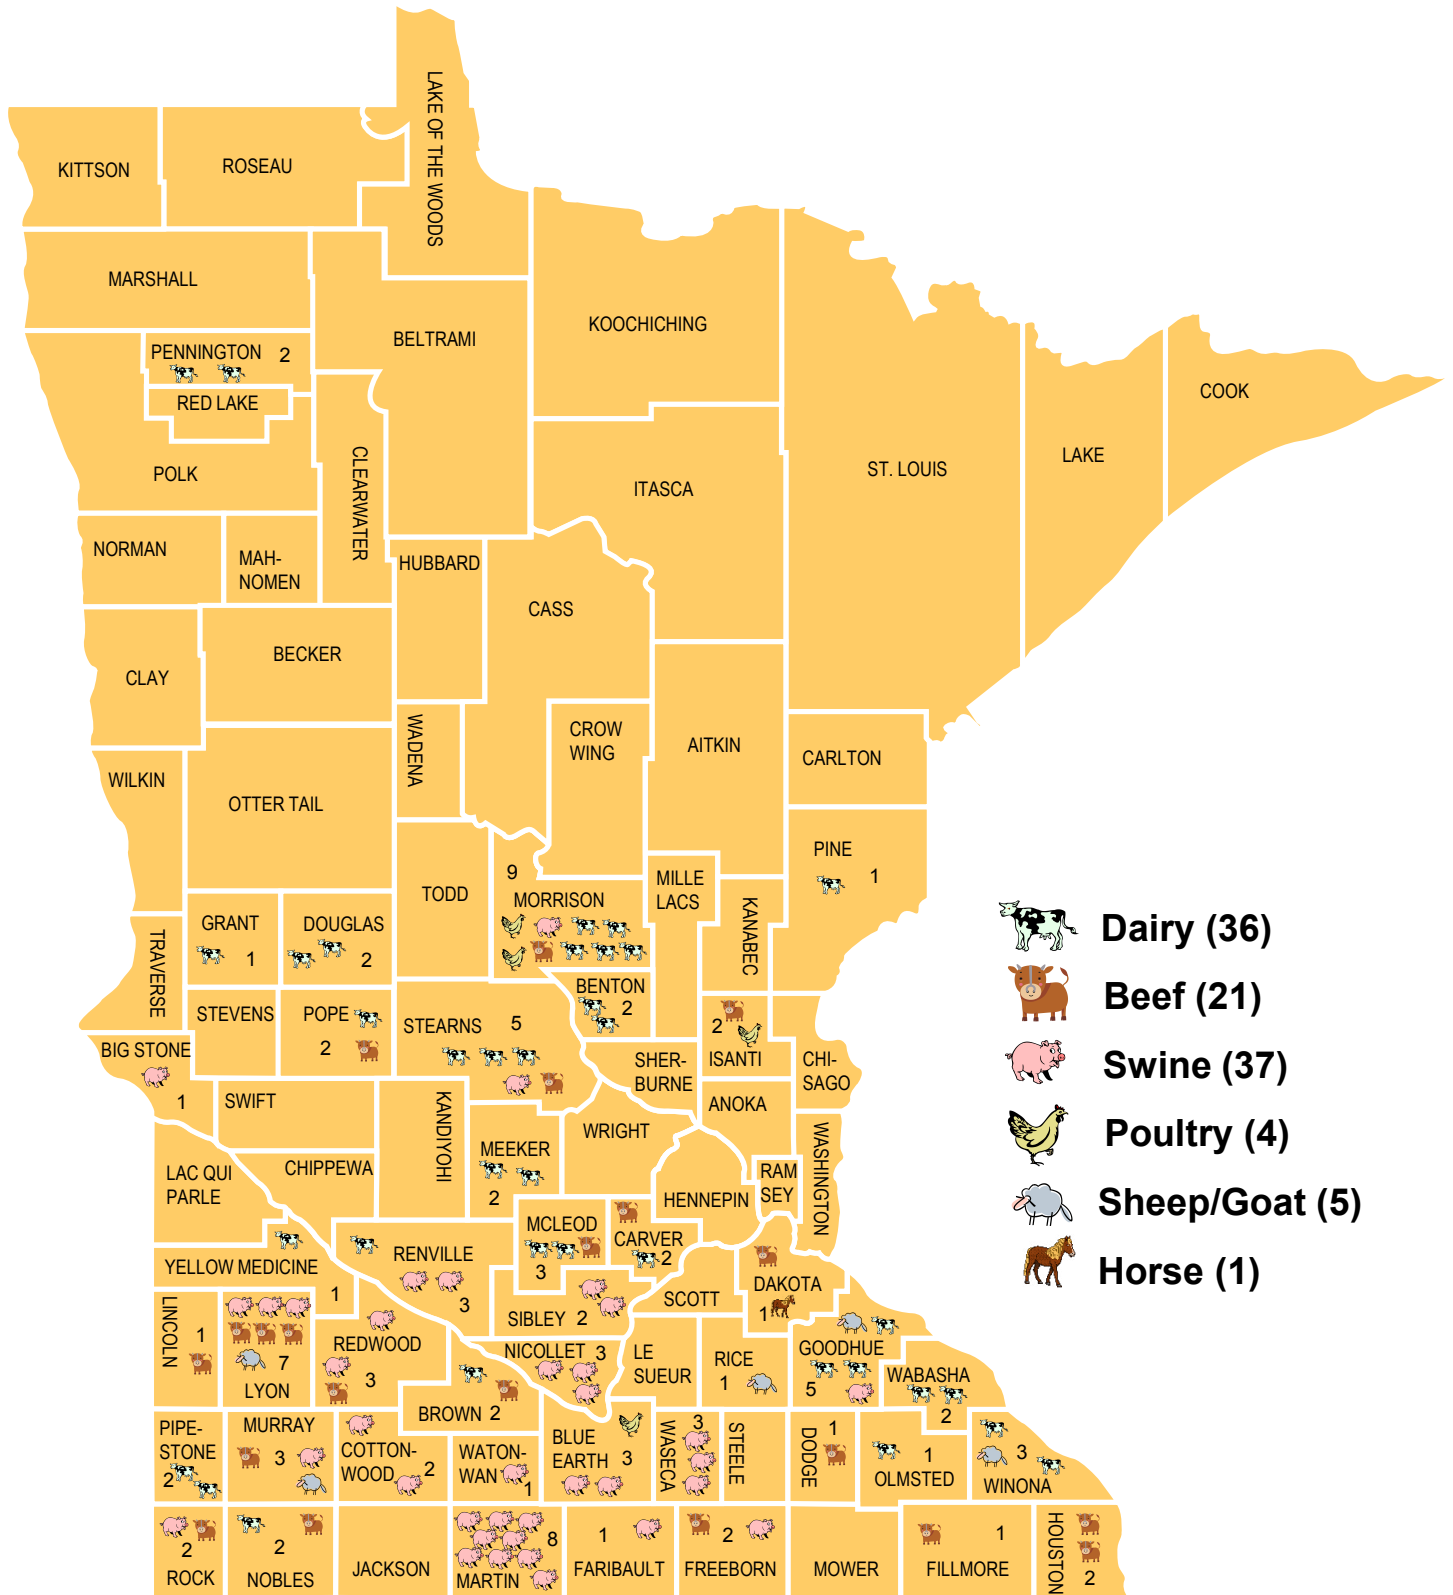 LAKE OF THE WOODS
KITTSON
ROSEAU
MARSHALL
KOOCHICHING
BELTRAMI
PENNINGTON 2
RED LAKE
COOK
POLK
CLEARWATER
ITASCA
ST. LOUIS
LAKE
NORMAN
MAH-
NOMEN
HUBBARD
CASS
BECKER
CLAY
WADENA
CROW
WING
AITKIN
CARLTON
WILKIN
OTTER TAIL
PINE
1
TODD
9
MORRISON
MILLE
LACS
KANABEC
GRANT
1
DOUGLAS
2
TRAVERSE
STEVENS
POPE
2
STEARNS 5
BENTON
2
2
ISANTI
CHI-
SAGO
BIG STONE
1
SHER-
BURNE
SWIFT
KANDIYOHI
ANOKA
MEEKER
2
WRIGHT
WASHINGTON
LAC QUI
PARLE
CHIPPEWA
HENNEPIN
RAM
SEY
MCLEOD
3
CARVER
2
YELLOW MEDICINE
1
RENVILLE
3
DAKOTA
1
SCOTT
SIBLEY 2
LINCOLN
1
7
LYON
REDWOOD
3
NICOLLET 3
LE
SUEUR
RICE
1
GOODHUE
5
WABASHA
2
BROWN 2
PIPE-
STONE
2
MURRAY
3
COTTON-
WOOD
2
WATON-
WAN
1
BLUE
EARTH 3
WASECA
3
STEELE
DODGE
1
1
OLMSTED
3
WINONA
2
ROCK
2
NOBLES
JACKSON
8
MARTIN
1
FARIBAULT
2
FREEBORN
MOWER
1
FILLMORE
HOUSTON
2
Dairy (36)
Beef (21)
Swine (37)
Poultry (4)
Sheep/Goat (5)
Horse (1)